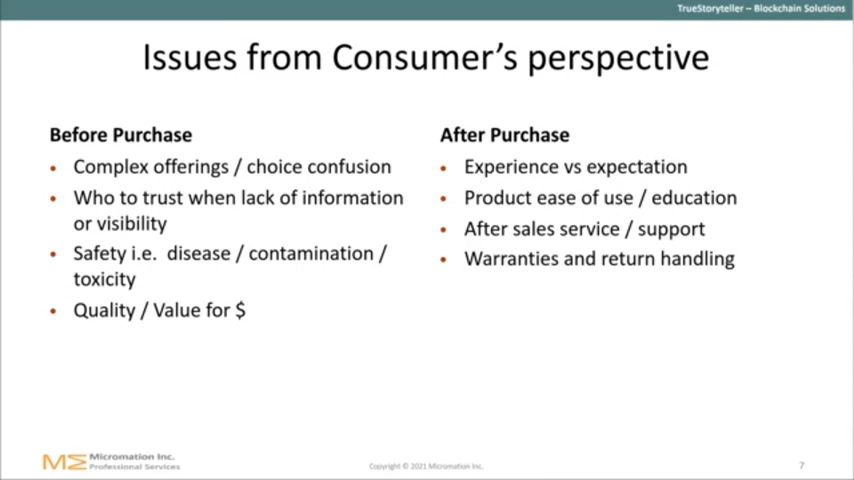 TrueStoryteller – Blockchain Solutions
Issues from Consumer's perspective
Before Purchase
• Complex offerings / choice confusion
• Who to trust when lack of information
or visibility
• Safety i.e. disease / contamination /
toxicity
• Quality / Value for $
After Purchase
• Experience vs expectation
• Product ease of use / education
• After sales service / support
• Warranties and return handling
Micromation Inc.
Professional Services
Copyright © 2021 Micromation Inc.
7